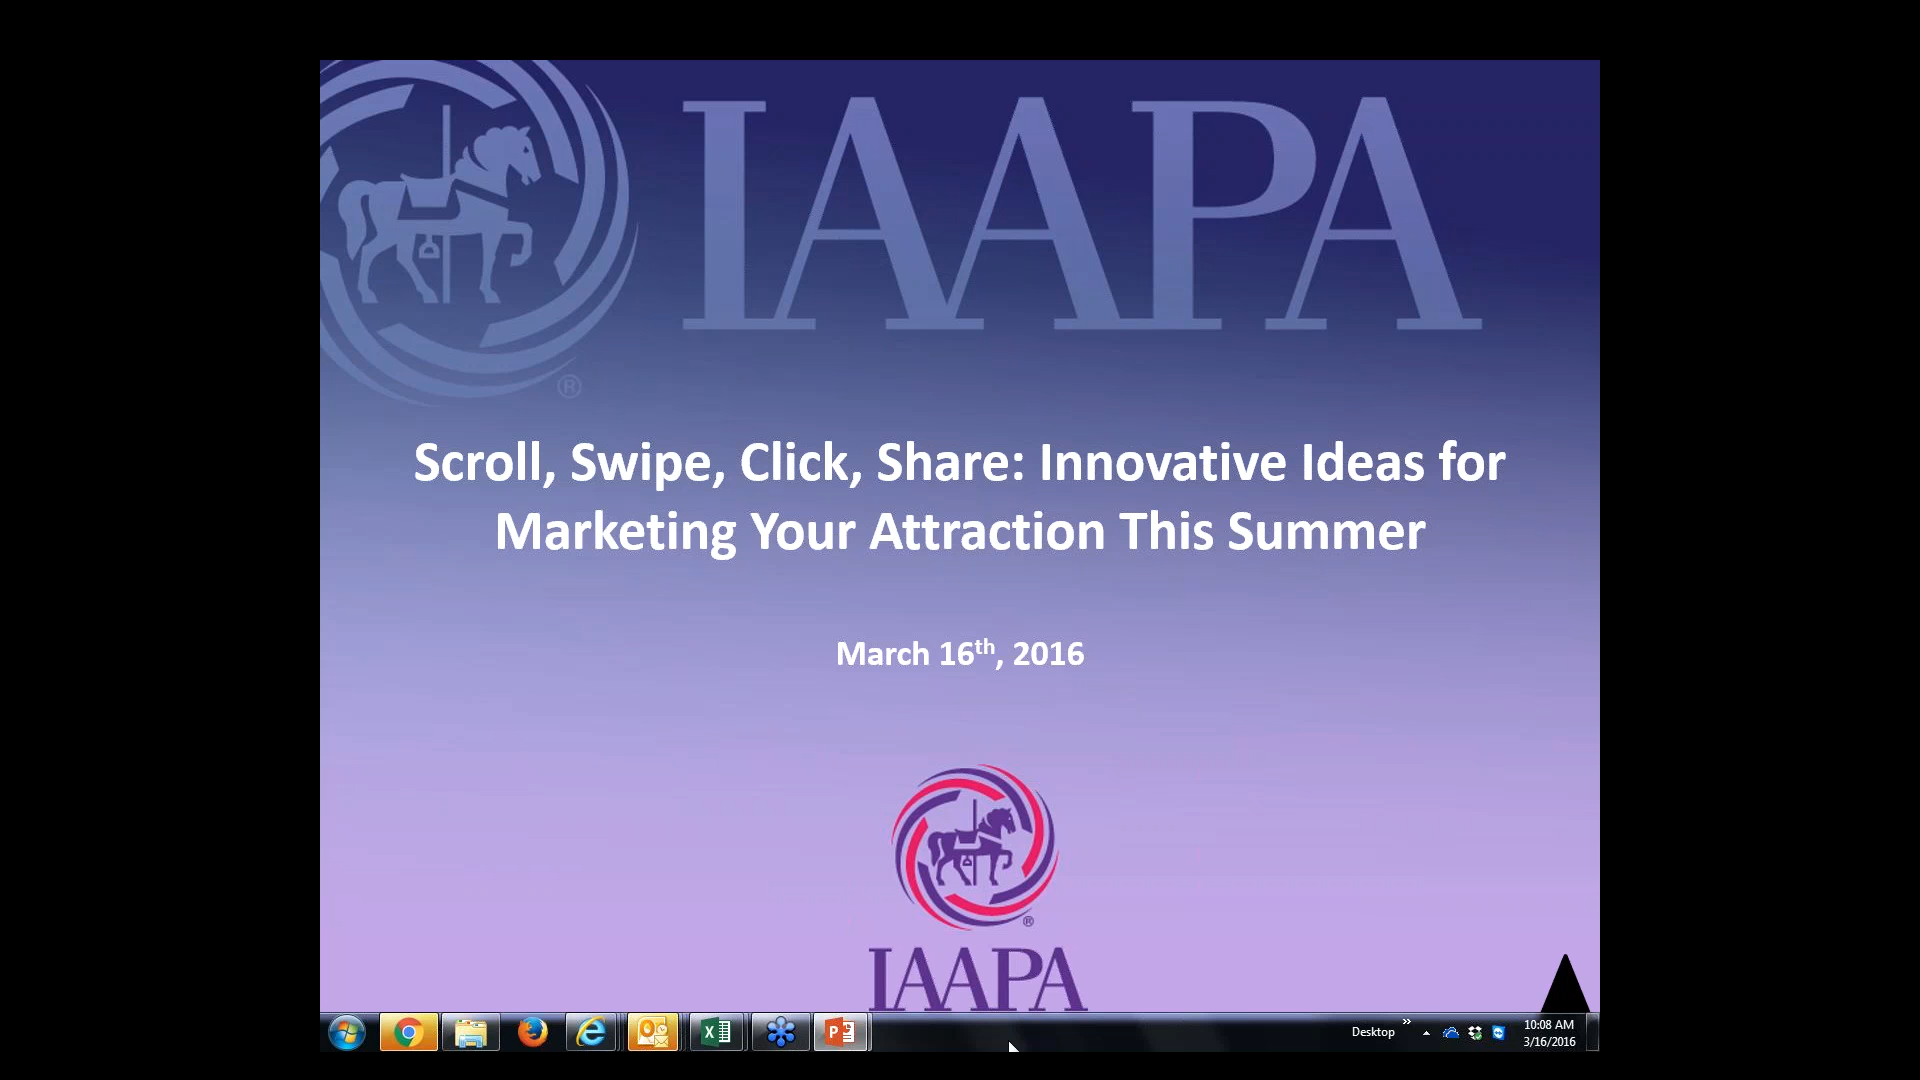 IAAPA
®
Scroll, Swipe, Click, Share: Innovative Ideas for
Marketing Your Attraction This Summer
March 16th, 2016
®
IAAPA
Desktop
10:08 AM
3/16/2016